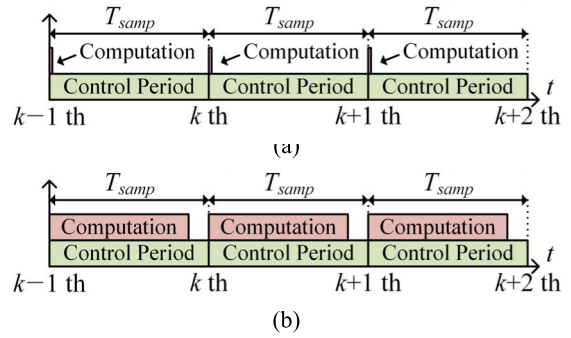 T_samp T_samp T_samp
Computation Computation Computation
Control Period Control Period Control Period t
k−1 th k th k+1 th k+2 th
(a)
T_samp T_samp T_samp
Computation Computation Computation
Control Period Control Period Control Period t
k−1 th k th k+1 th k+2 th
(b)